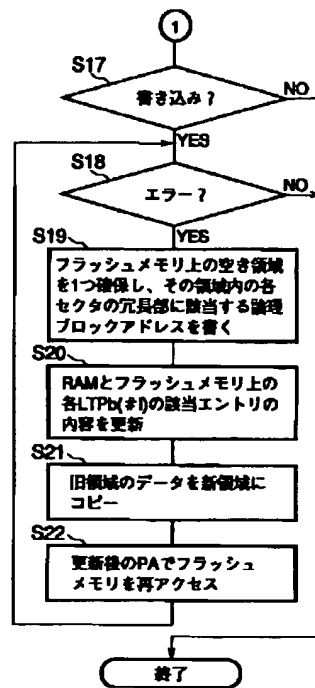 1
S17
書き込み?
NO
YES
S18
エラー?
NO
YES
S19
フラッシュメモリ上の空き領域
を1つ確保し、その領域内の各
セクタの冗長部に該当する論理
ブロックアドレスを書く
S20
RAMとフラッシュメモリ上の
各LTPb(#i)の該当エントリの
内容を更新
S21
旧領域のデータを新領域に
コピー
S22
更新後のPAでフラッシュ
メモリを再アクセス
終了